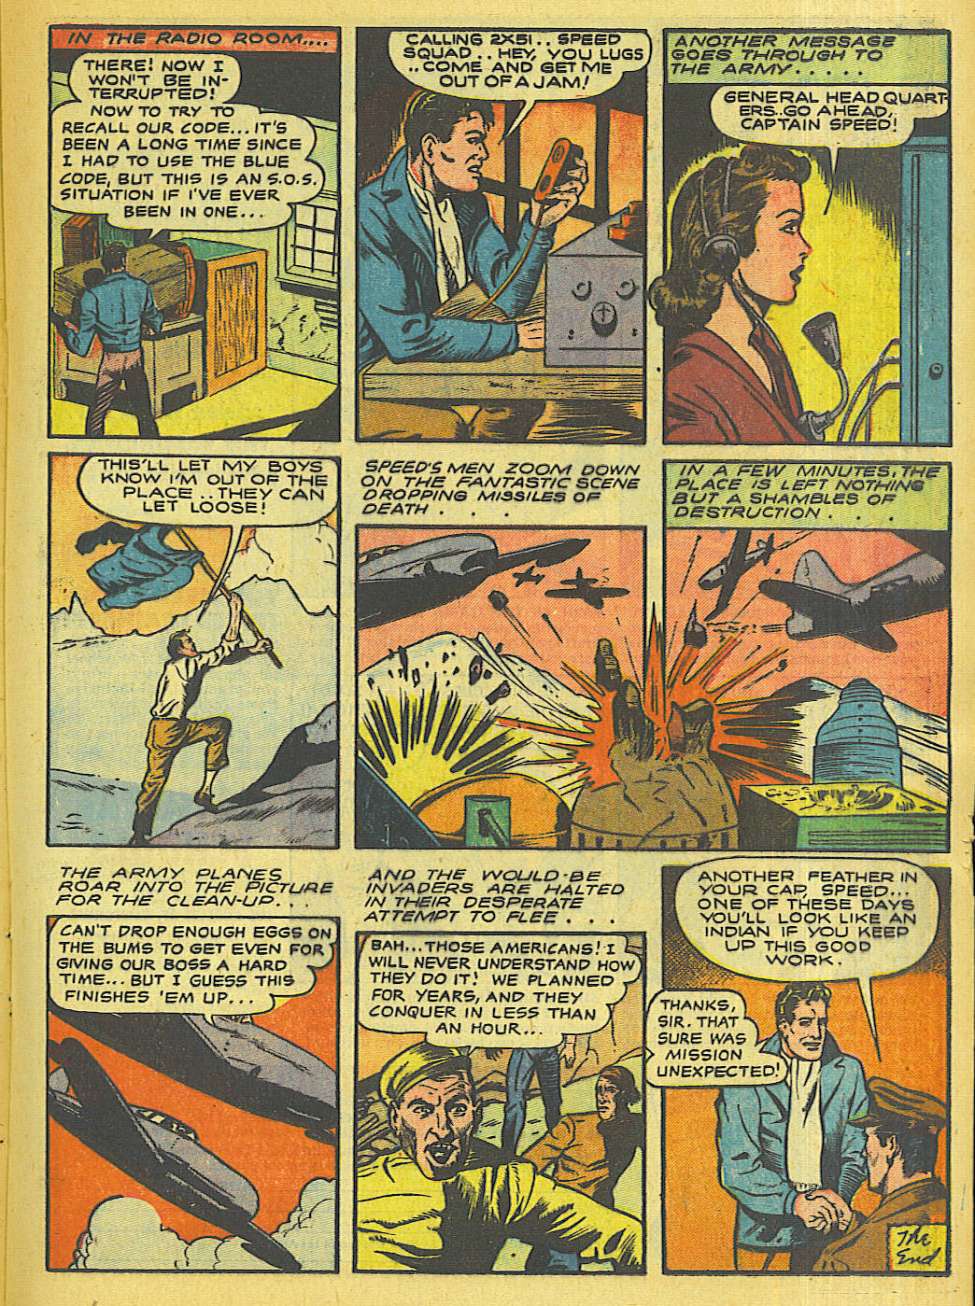 IN THE RADIO ROOM....
THERE! NOW I
WON'T BE IN-
TERRUPTED!
NOW TO TRY TO
RECALL OUR CODE... IT'S
BEEN A LONG TIME SINCE
I HAD TO USE THE BLUE
CODE, BUT THIS IS AN S.O.S.
SITUATION IF I'VE EVER
BEEN IN ONE...
CALLING 2X51.. SPEED
SQUAD... HEY, YOU LUGS
..COME AND GET ME
OUT OF A JAM!
ANOTHER MESSAGE
GOES THROUGH TO
THE ARMY.....
GENERAL HEADQUART-
ERS..GO AHEAD,
CAPTAIN SPEED!
THIS'LL LET MY BOYS
KNOW I'M OUT OF THE
PLACE..THEY CAN
LET LOOSE!
SPEED'S MEN ZOOM DOWN
ON THE FANTASTIC SCENE
DROPPING MISSILES OF
DEATH . . .
IN A FEW MINUTES, THE
PLACE IS LEFT NOTHING
BUT A SHAMBLES OF
DESTRUCTION . . .
THE ARMY PLANES
ROAR INTO THE PICTURE
FOR THE CLEAN-UP...
CAN'T DROP ENOUGH EGGS ON
THE BUMS TO GET EVEN FOR
GIVING OUR BOSS A HARD
TIME... BUT I GUESS THIS
FINISHES 'EM UP...
AND THE WOULD-BE
INVADERS ARE HALTED
IN THEIR DESPERATE
ATTEMPT TO FLEE . . .
BAH...THOSE AMERICANS! I
WILL NEVER UNDERSTAND HOW
THEY DO IT! WE PLANNED
FOR YEARS, AND THEY
CONQUER IN LESS THAN
AN HOUR...
ANOTHER FEATHER IN
YOUR CAP, SPEED...
ONE OF THESE DAYS
YOU'LL LOOK LIKE AN
INDIAN IF YOU KEEP
UP THIS GOOD
WORK.
THANKS,
SIR. THAT
SURE WAS
MISSION
UNEXPECTED!
The
End